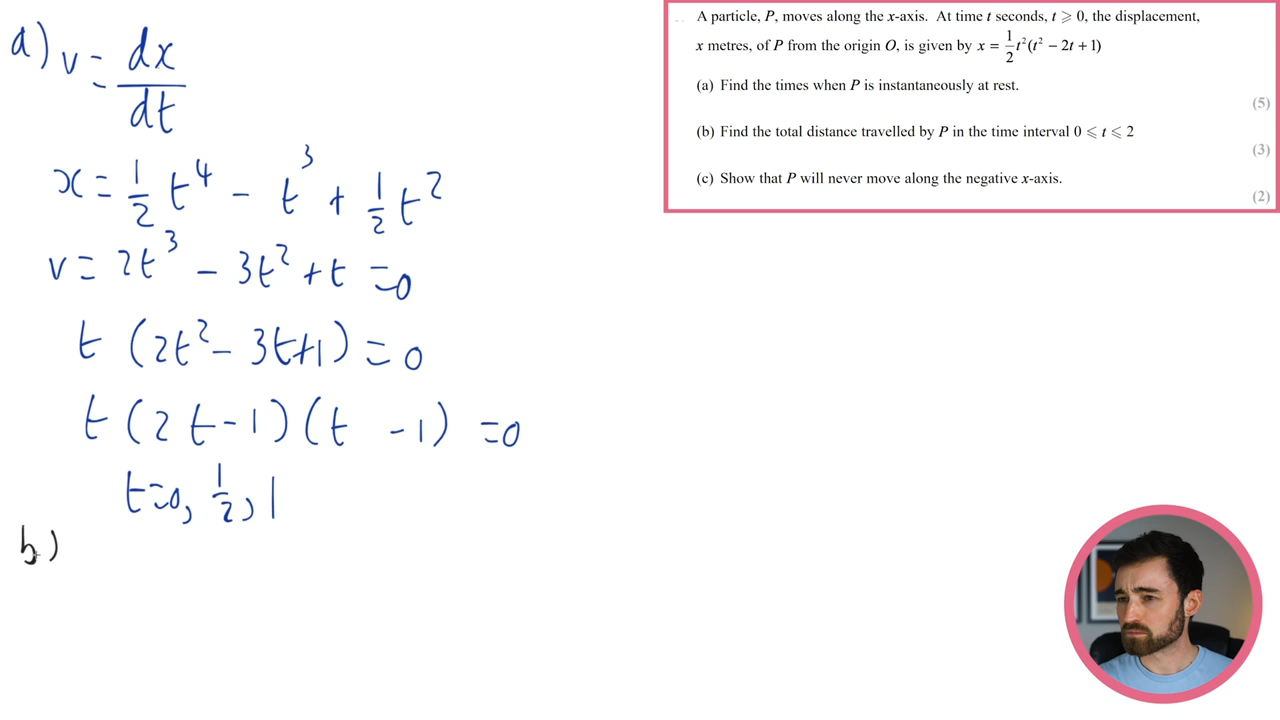 a) v = dx/dt
x = 1/2 t⁴ - t³ + 1/2 t²
v = 2t³ - 3t² + t = 0
t (2t² - 3t+1) = 0
t (2t-1)(t -1) = 0
t=0, 1/2, 1
b)
A particle, P, moves along the x-axis. At time t seconds, t ⩾ 0, the displacement,
x metres, of P from the origin O, is given by x = 1/2 t²(t² − 2t + 1)
(a) Find the times when P is instantaneously at rest.
(5)
(b) Find the total distance travelled by P in the time interval 0 ⩽ t ⩽ 2
(3)
(c) Show that P will never move along the negative x-axis.
(2)